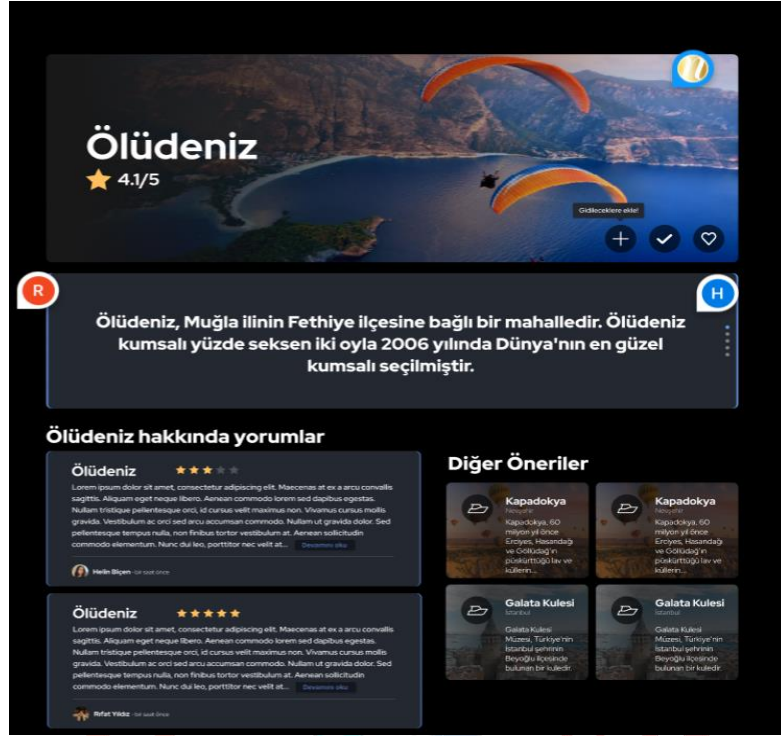 Ölüdeniz
4.1/5
Gidileceklere ekle!
R
H
Ölüdeniz, Muğla ilinin Fethiye ilçesine bağlı bir mahalledir. Ölüdeniz
kumsalı yüzde seksen iki oyla 2006 yılında Dünya'nın en güzel
kumsalı seçilmiştir.
Ölüdeniz hakkında yorumlar
Ölüdeniz
Lorem ipsum dolor sit amet, consectetur adipiscing elit. Maecenas at ex a arcu convallis
sagittis. Aliquam eget neque libero. Aenean commodo lorem sed dapibus egestas.
Nullam tristique pellentesque orci, id cursus velit maximus non. Vivamus cursus mollis
gravida. Vestibulum ac orci sed arcu accumsan commodo. Nullam ut gravida dolor. Sed
pellentesque tempus nulla, non finibus tortor vestibulum at. Aenean sollicitudin
commodo elementum. Nunc dui leo, porttitor nec velit at... Devamını oku
Helin Biçen · bir saat önce
Ölüdeniz
Lorem ipsum dolor sit amet, consectetur adipiscing elit. Maecenas at ex a arcu convallis
sagittis. Aliquam eget neque libero. Aenean commodo lorem sed dapibus egestas.
Nullam tristique pellentesque orci, id cursus velit maximus non. Vivamus cursus mollis
gravida. Vestibulum ac orci sed arcu accumsan commodo. Nullam ut gravida dolor. Sed
pellentesque tempus nulla, non finibus tortor vestibulum at. Aenean sollicitudin
commodo elementum. Nunc dui leo, porttitor nec velit at... Devamını oku
Rıfat Yıldız · bir saat önce
Diğer Öneriler
Kapadokya
Nevşehir
Kapadokya, 60
milyon yıl önce
Erciyes, Hasandağı
ve Göllüdağ'ın
püskürttüğü lav ve
küllerin...
Kapadokya
Nevşehir
Kapadokya, 60
milyon yıl önce
Erciyes, Hasandağı
ve Göllüdağ'ın
püskürttüğü lav ve
küllerin...
Galata Kulesi
İstanbul
Galata Kulesi
Müzesi, Türkiye'nin
İstanbul şehrinin
Beyoğlu ilçesinde
bulunan bir kuledir.
Galata Kulesi
İstanbul
Galata Kulesi
Müzesi, Türkiye'nin
İstanbul şehrinin
Beyoğlu ilçesinde
bulunan bir kuledir.